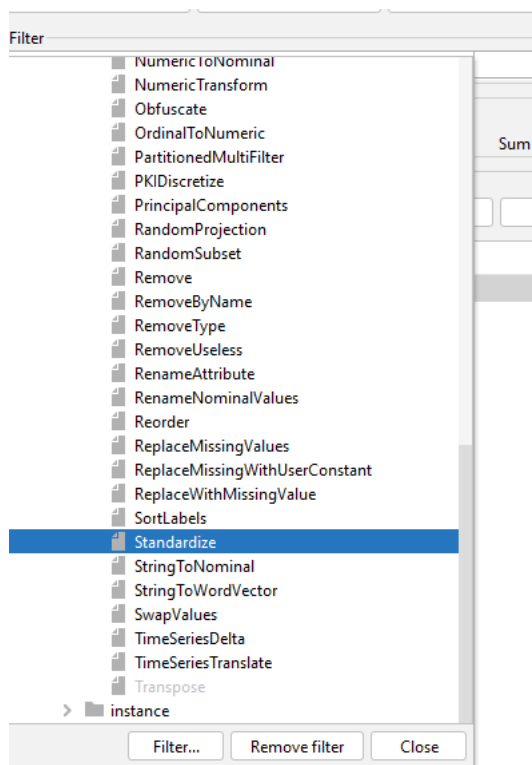 Filter
NumericToNominal
NumericTransform
Obfuscate
OrdinalToNumeric
PartitionedMultiFilter
PKIDiscretize
PrincipalComponents
RandomProjection
RandomSubset
Remove
RemoveByName
RemoveType
RemoveUseless
RenameAttribute
RenameNominalValues
Reorder
ReplaceMissingValues
ReplaceMissingWithUserConstant
ReplaceWithMissingValue
SortLabels
Standardize
StringToNominal
StringToWordVector
SwapValues
TimeSeriesDelta
TimeSeriesTranslate
Transpose
instance
Filter... Remove filter Close
Sum